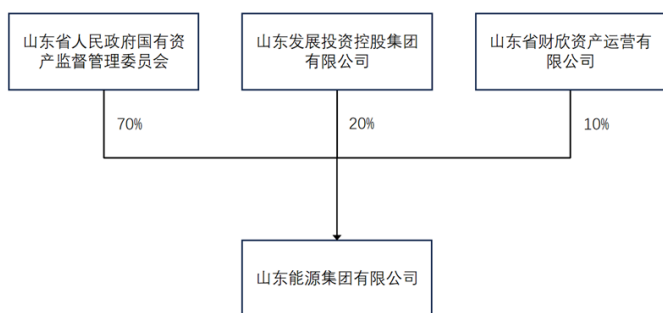 山东省人民政府国有资
产监督管理委员会
山东发展投资控股集团
有限公司
山东省财欣资产运营有
限公司
70%
20%
10%
山东能源集团有限公司